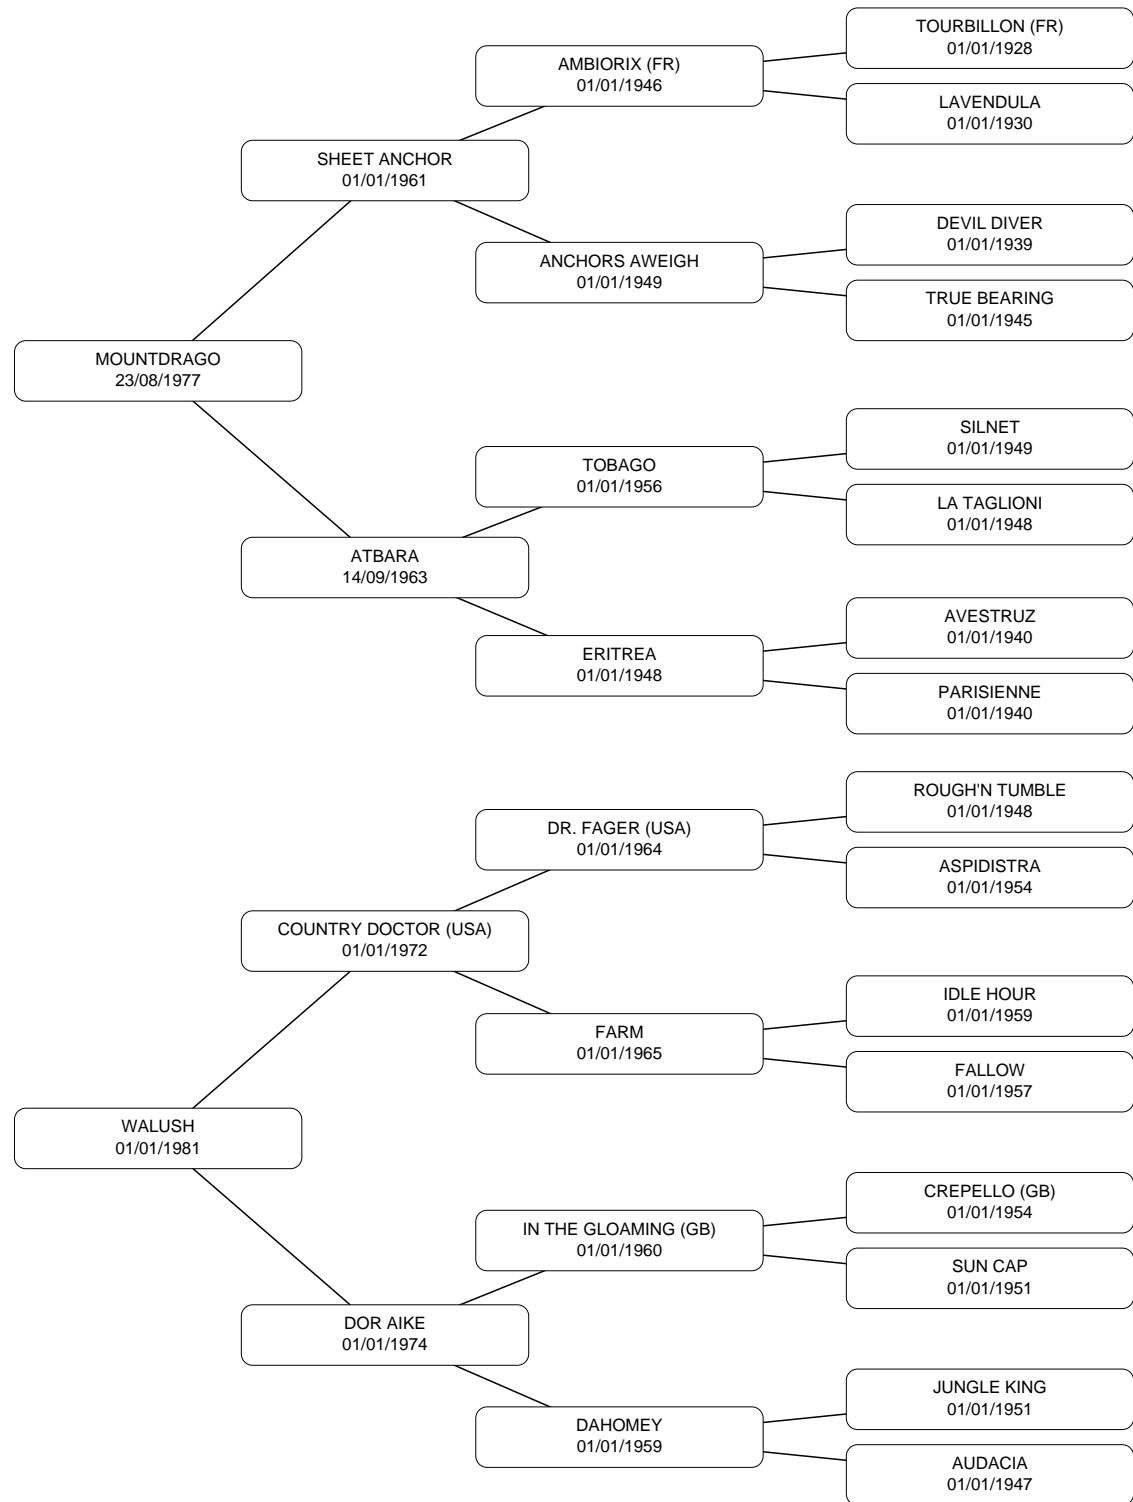 TOURBILLON (FR)
01/01/1928
AMBIORIX (FR)
01/01/1946
LAVENDULA
01/01/1930
SHEET ANCHOR
01/01/1961
DEVIL DIVER
01/01/1939
ANCHORS AWEIGH
01/01/1949
TRUE BEARING
01/01/1945
MOUNTDRAGO
23/08/1977
SILNET
01/01/1949
TOBAGO
01/01/1956
LA TAGLIONI
01/01/1948
ATBARA
14/09/1963
AVESTRUZ
01/01/1940
ERITREA
01/01/1948
PARISIENNE
01/01/1940
ROUGH'N TUMBLE
01/01/1948
DR. FAGER (USA)
01/01/1964
ASPIDISTRA
01/01/1954
COUNTRY DOCTOR (USA)
01/01/1972
IDLE HOUR
01/01/1959
FARM
01/01/1965
FALLOW
01/01/1957
WALUSH
01/01/1981
CREPELLO (GB)
01/01/1954
IN THE GLOAMING (GB)
01/01/1960
SUN CAP
01/01/1951
DOR AIKE
01/01/1974
JUNGLE KING
01/01/1951
DAHOMEY
01/01/1959
AUDACIA
01/01/1947